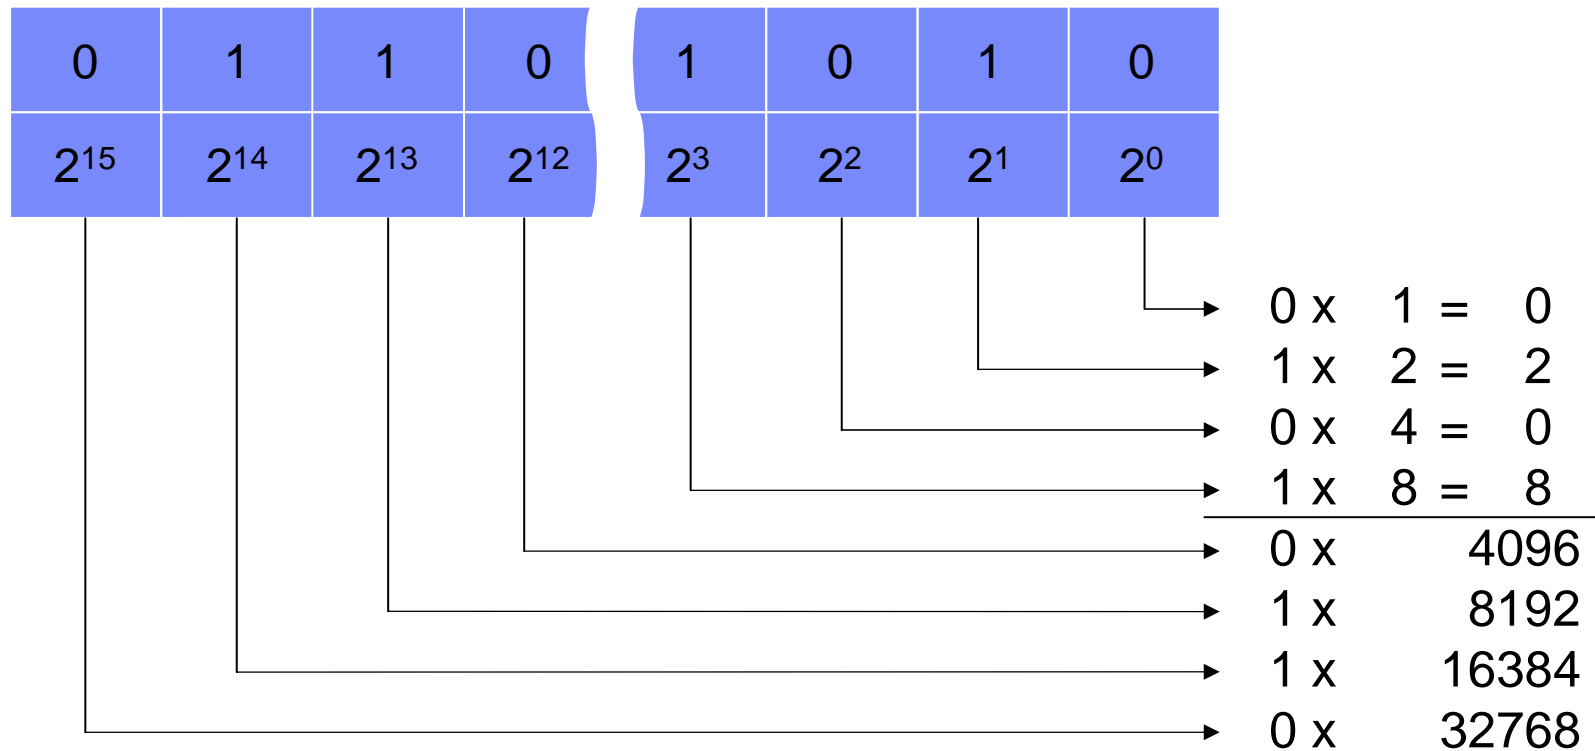 0 1 1 0 1 0 1 0
2¹⁵ 2¹⁴ 2¹³ 2¹² 2³ 2² 2¹ 2⁰
0 x 1 = 0
1 x 2 = 2
0 x 4 = 0
1 x 8 = 8
0 x 4096
1 x 8192
1 x 16384
0 x 32768